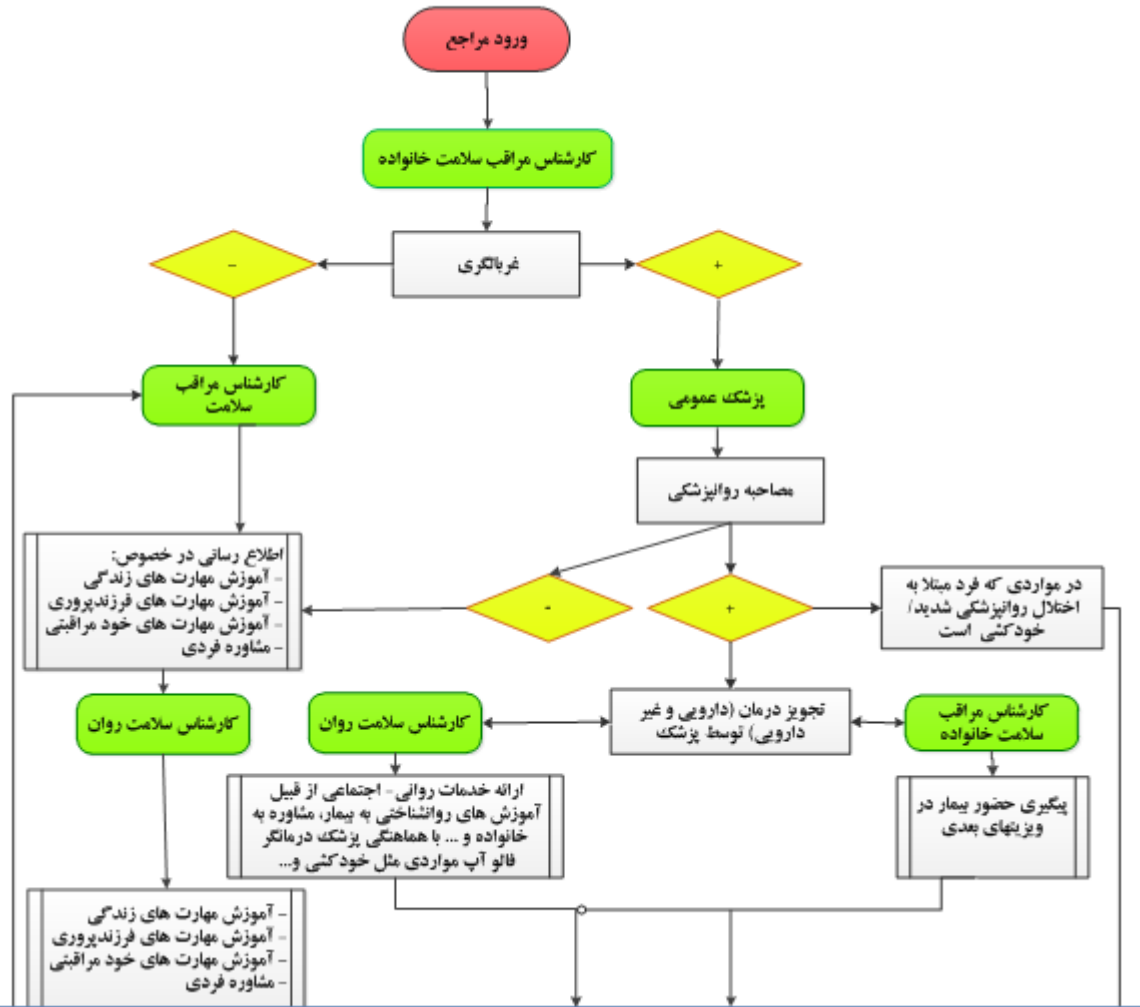 ورود مراجع
کارشناس مراقب سلامت خانواده
غربالگری
-
+
کارشناس مراقب
سلامت
پزشک عمومی
مصاحبه روانپزشکی
اطلاع رسانی در خصوص:
- آموزش مهارت های زندگی
- آموزش مهارت های فرزندپروری
- آموزش مهارت های خود مراقبتی
- مشاوره فردی
-
+
در مواردی که فرد مبتلا به
اختلال روانپزشکی شدید/
خودکشی است
کارشناس سلامت روان
کارشناس سلامت روان
تجویز درمان (دارویی و غیر
دارویی) توسط پزشک
کارشناس مراقب
سلامت خانواده
ارائه خدمات روانی- اجتماعی از قبیل
آموزش های روانشناختی به بیمار، مشاوره به
خانواده و ... با هماهنگی پزشک درمانگر
فالو آپ مواردی مثل خودکشی و...
پیگیری حضور بیمار در
ویزیتهای بعدی
- آموزش مهارت های زندگی
- آموزش مهارت های فرزندپروری
- آموزش مهارت های خود مراقبتی
- مشاوره فردی